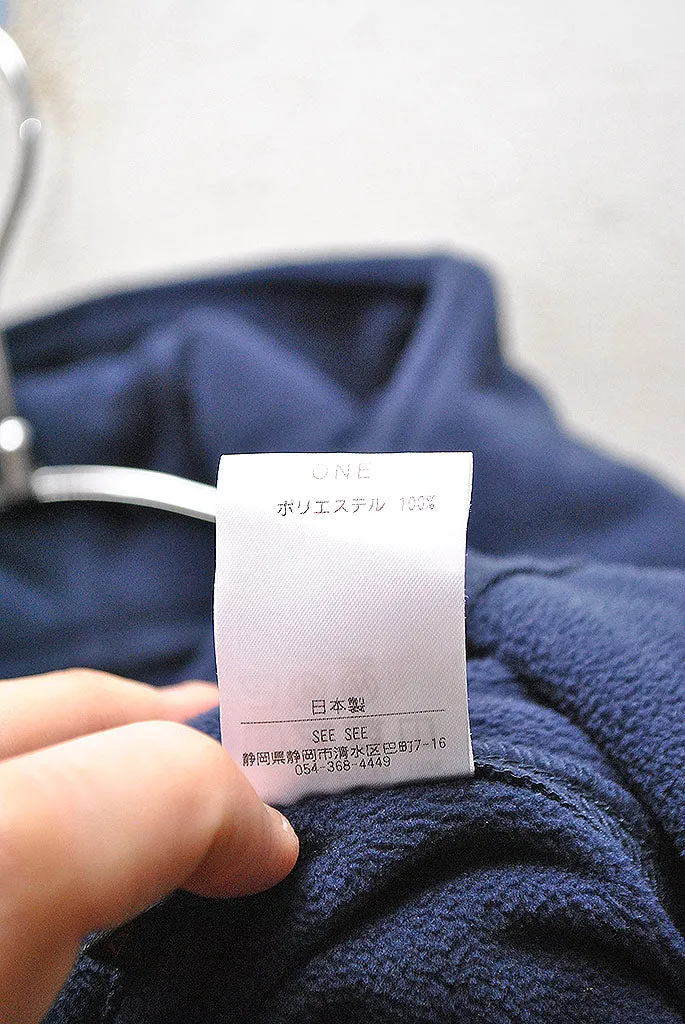 ONE
ポリエステル 100%
日本製
SEE SEE
静岡県静岡市清水区巴町7-16
054-368-4449